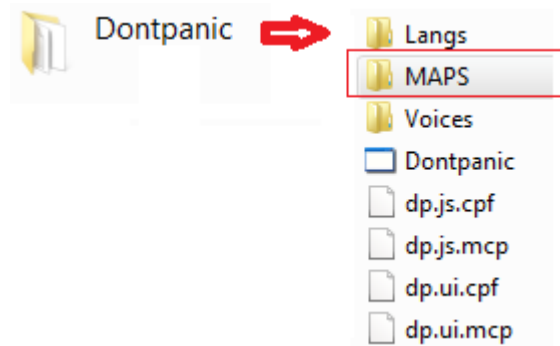 Dontpanic
Langs
MAPS
Voices
Dontpanic
dp.js.cpf
dp.js.mcp
dp.ui.cpf
dp.ui.mcp